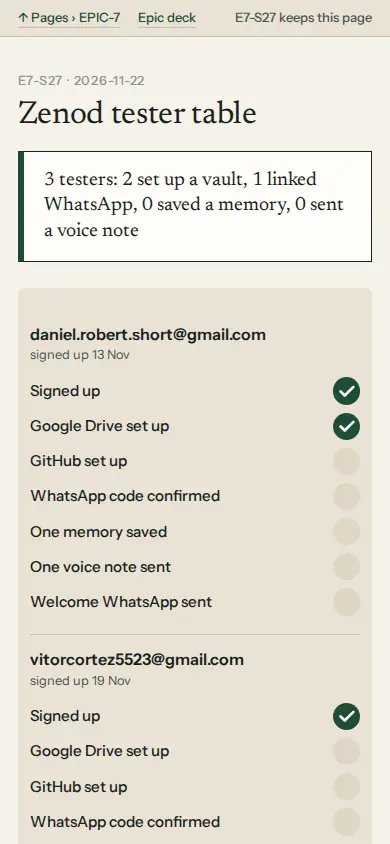 ↑ Pages › EPIC-7 Epic deck E7-S27 keeps this page
E7-S27 · 2026-11-22
Zenod tester table
3 testers: 2 set up a vault, 1 linked
WhatsApp, 0 saved a memory, 0 sent
a voice note
daniel.robert.short@gmail.com
signed up 13 Nov
Signed up
Google Drive set up
GitHub set up
WhatsApp code confirmed
One memory saved
One voice note sent
Welcome WhatsApp sent
vitorcortez5523@gmail.com
signed up 19 Nov
Signed up
Google Drive set up
GitHub set up
WhatsApp code confirmed